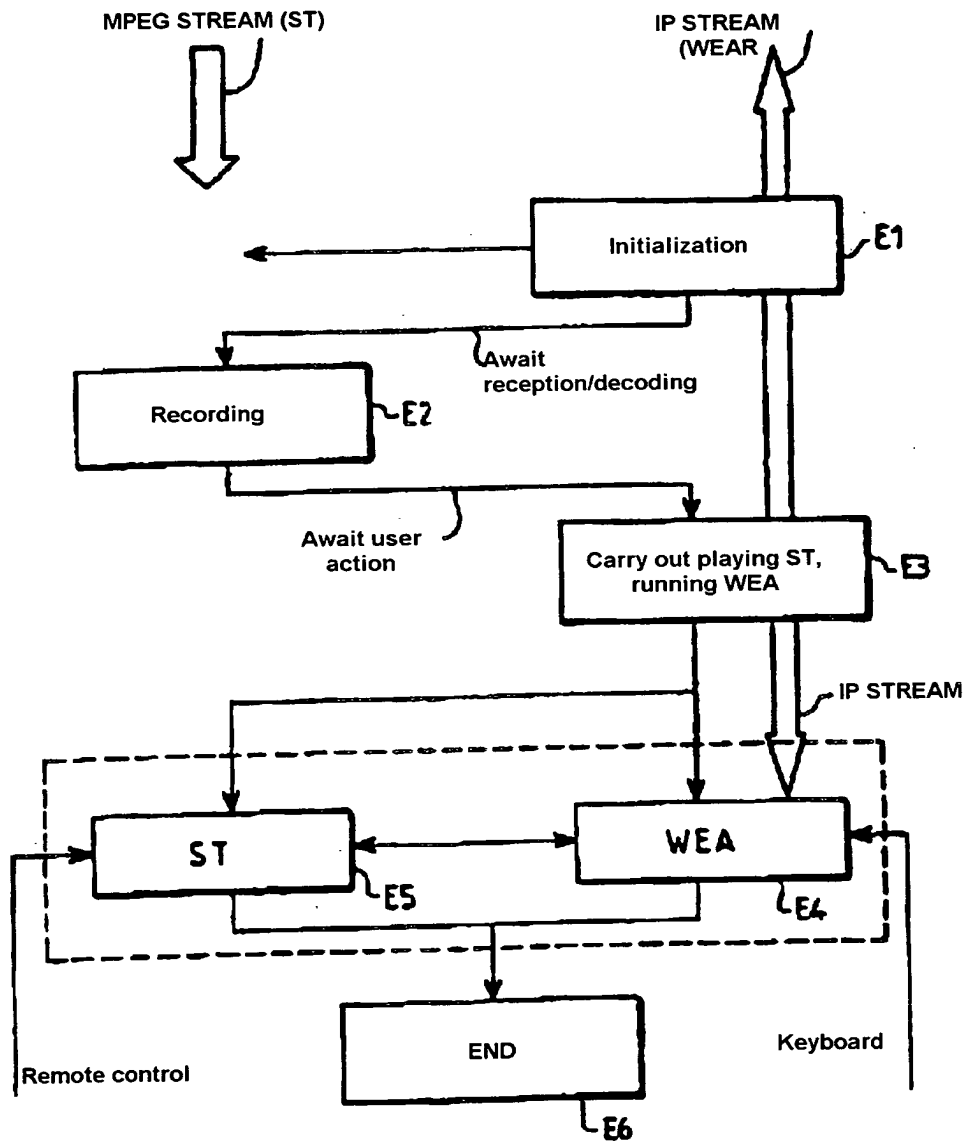 MPEG STREAM (ST)
IP STREAM
(WEAR
Initialization
E1
Await
reception/decoding
Recording
E2
Await user
action
Carry out playing ST,
running WEA
E3
IP STREAM
ST
E5
WEA
E4
END
E6
Remote control
Keyboard